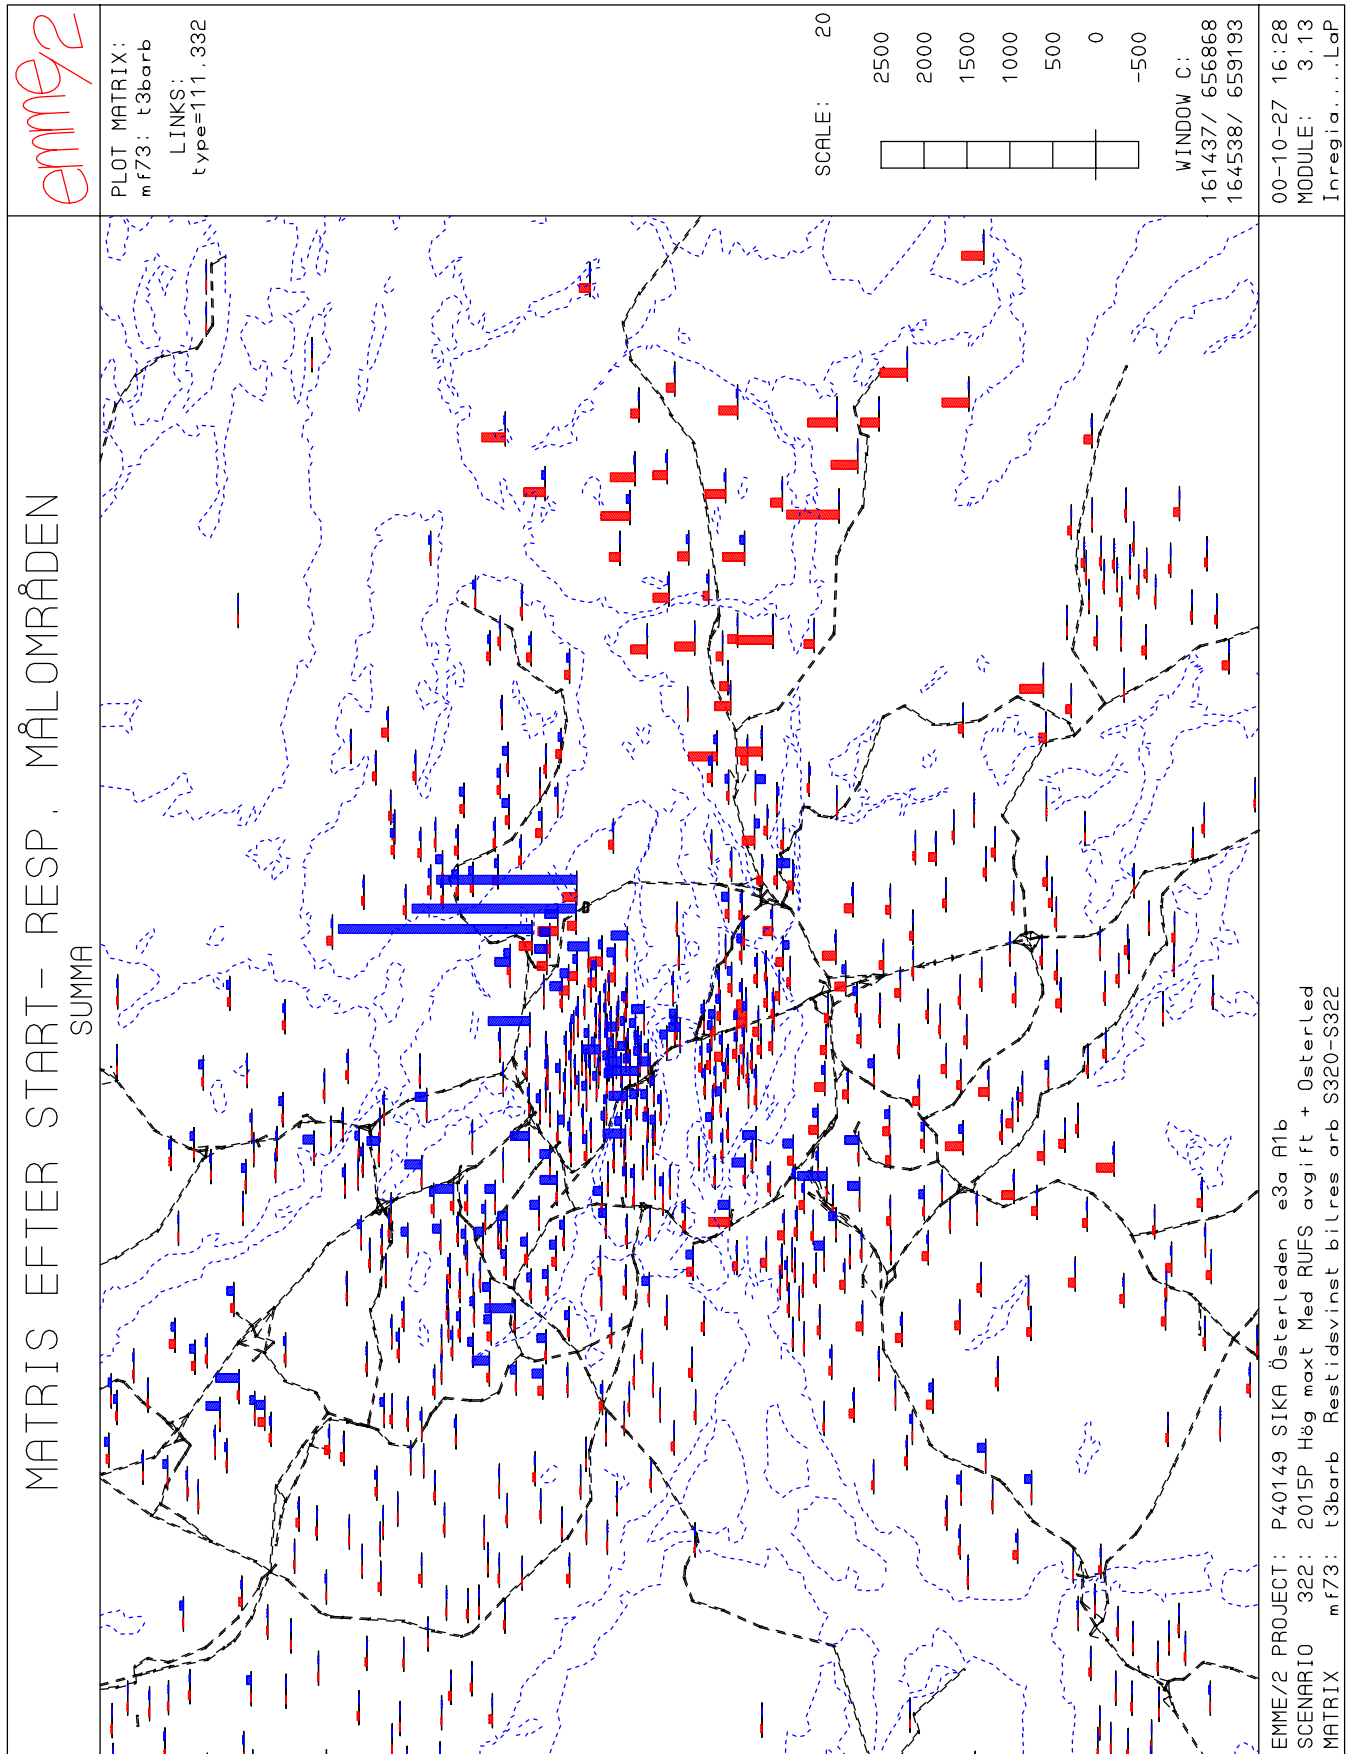 MATRIS EFTER START- RESP. MÅLOMRÅDEN
SUMMA
emme/2
PLOT MATRIX:
mf73: t3barb
LINKS:
type=111,332
SCALE: 20
2500
2000
1500
1000
500
0
-500
WINDOW C:
161437/ 656868
164538/ 659193
00-10-27 16:28
MODULE: 3.13
Inregia....LaP
EMME/2 PROJECT: P40149 SIKA Österleden e3a A1b
SCENARIO 322: 2015P Hög maxt Med RUFS avgift + Österled
MATRIX mf73: t3barb Restidsvinst bilres arb S320-S322